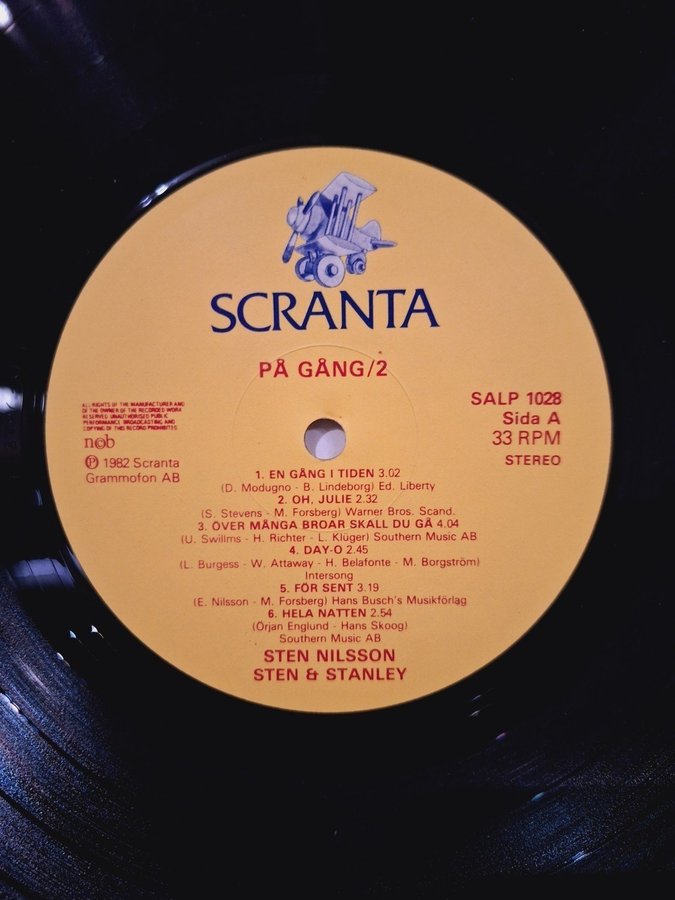 SCRANTA
PÅ GÅNG/2
ALL RIGHTS OF THE MANUFACTURER AND
OF THE OWNER OF THE RECORDED WORK
RESERVED UNAUTHORISED PUBLIC
PERFORMANCE BROADCASTING AND
COPYING OF THIS RECORD PROHIBITED
ncb
Ⓟ 1982 Scranta
Grammofon AB
SALP 1028
Sida A
33 RPM
STEREO
1. EN GÅNG I TIDEN 3.02
(D. Modugno - B. Lindeborg) Ed. Liberty
2. OH, JULIE 2.32
(S. Stevens - M. Forsberg) Warner Bros. Scand.
3. ÖVER MÅNGA BROAR SKALL DU GÅ 4.04
(U. Swillms - H. Richter - L. Klüger) Southern Music AB
4. DAY-O 2.45
(L. Burgess - W. Attaway - H. Belafonte - M. Borgström)
Intersong
5. FÖR SENT 3.19
(E. Nilsson - M. Forsberg) Hans Busch's Musikförlag
6. HELA NATTEN 2.54
(Örjan Englund - Hans Skoog)
Southern Music AB
STEN NILSSON
STEN & STANLEY